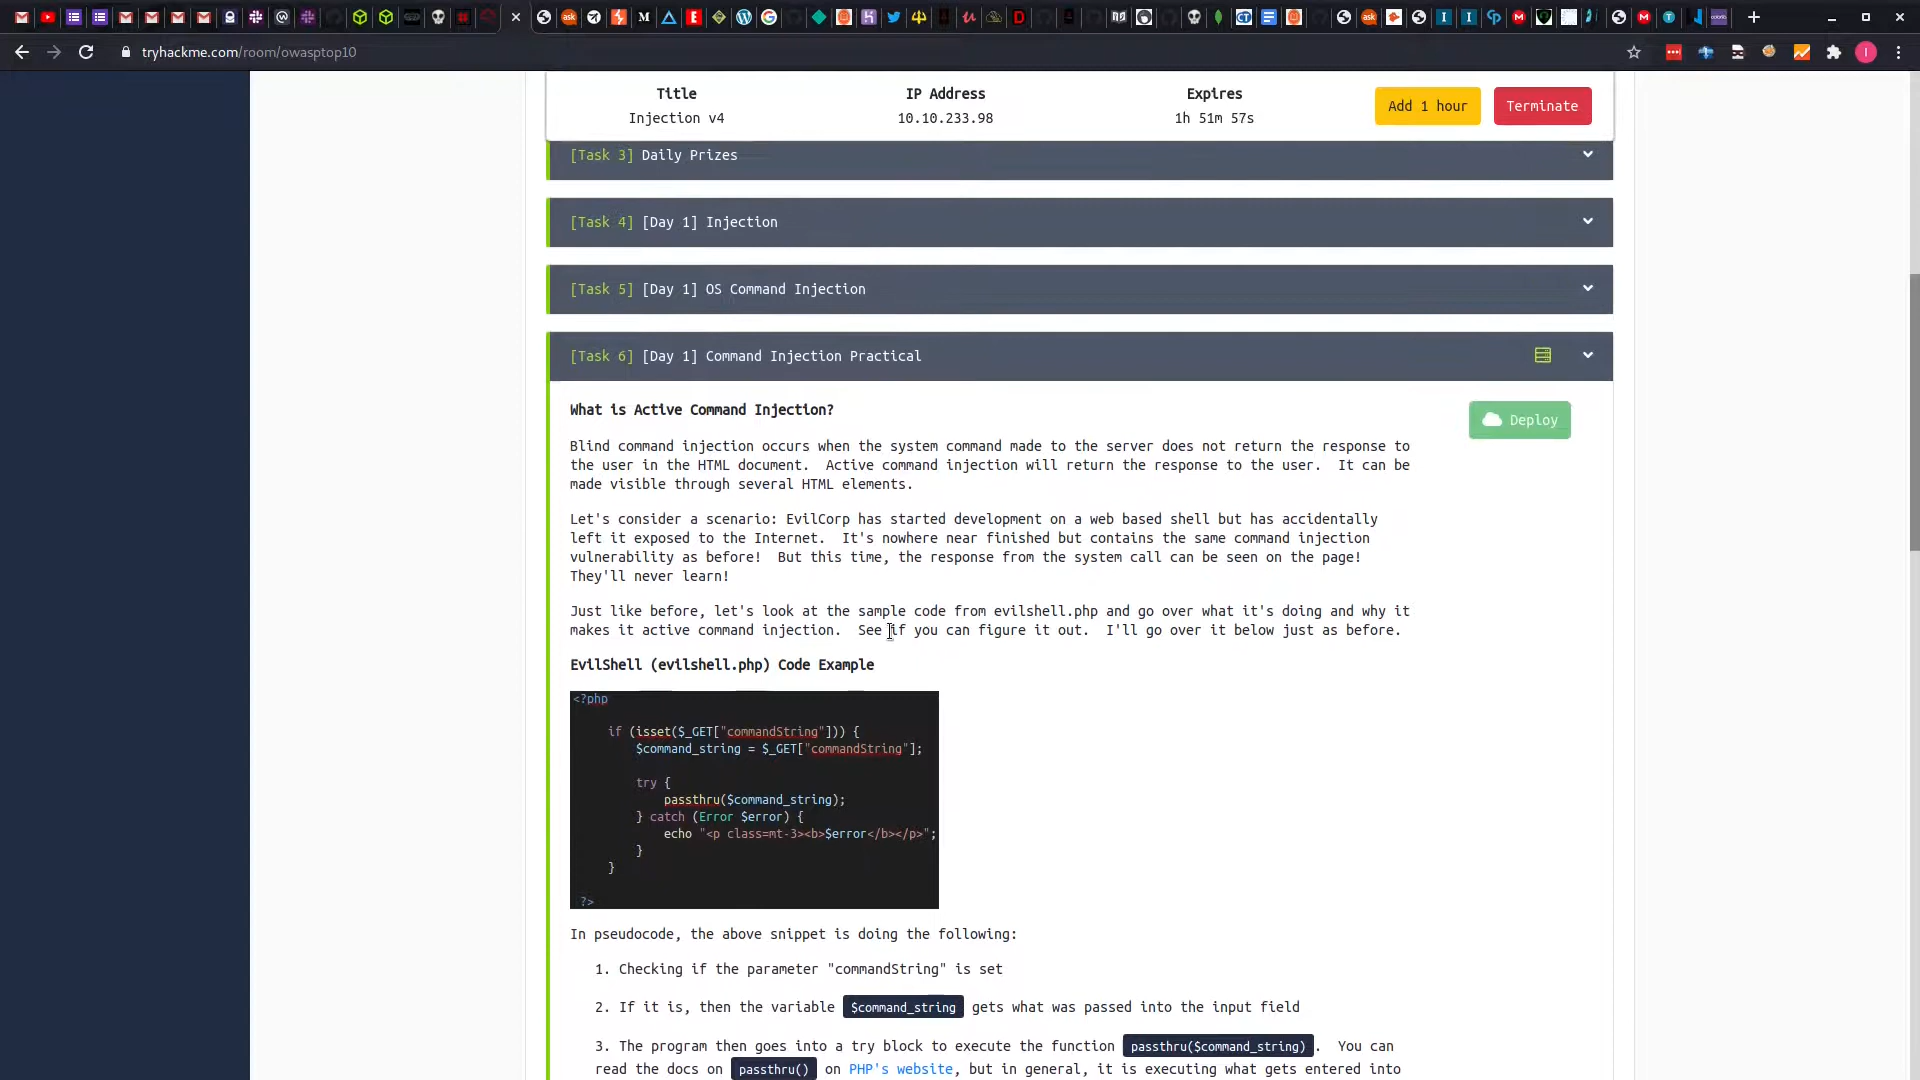 tryhackme.com/room/owasptop10
Title IP Address Expires
Injection v4 10.10.233.98 1h 51m 57s Add 1 hour Terminate
[Task 3] Daily Prizes
[Task 4] [Day 1] Injection
[Task 5] [Day 1] OS Command Injection
[Task 6] [Day 1] Command Injection Practical
What is Active Command Injection?
Deploy
Blind command injection occurs when the system command made to the server does not return the response to
the user in the HTML document.  Active command injection will return the response to the user.  It can be
made visible through several HTML elements.
Let's consider a scenario: EvilCorp has started development on a web based shell but has accidentally
left it exposed to the Internet.  It's nowhere near finished but contains the same command injection
vulnerability as before!  But this time, the response from the system call can be seen on the page!
They'll never learn!
Just like before, let's look at the sample code from evilshell.php and go over what it's doing and why it
makes it active command injection.  See if you can figure it out.  I'll go over it below just as before.
EvilShell (evilshell.php) Code Example
<?php
if (isset($_GET["commandString"])) {
$command_string = $_GET["commandString"];
try {
passthru($command_string);
} catch (Error $error) {
echo "<p class=mt-3><b>$error</b></p>";
}
}
?>
In pseudocode, the above snippet is doing the following:
1. Checking if the parameter "commandString" is set
2. If it is, then the variable $command_string gets what was passed into the input field
3. The program then goes into a try block to execute the function passthru($command_string).  You can
read the docs on passthru() on PHP's website, but in general, it is executing what gets entered into